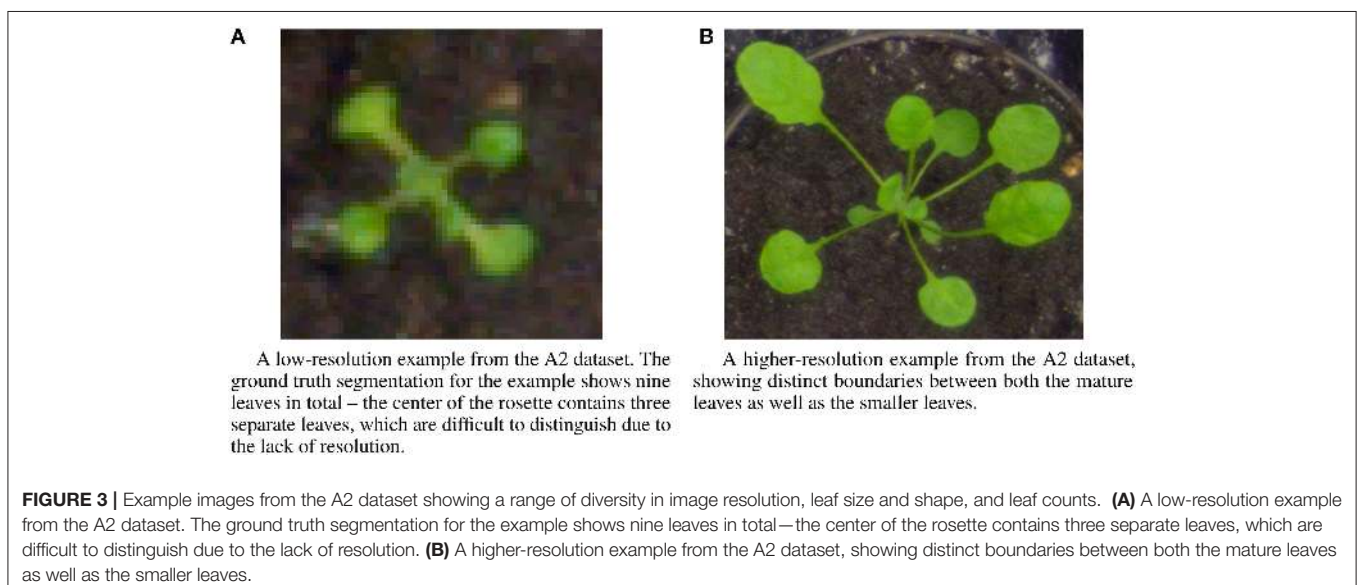 A
B
A low-resolution example from the A2 dataset. The
ground truth segmentation for the example shows nine
leaves in total – the center of the rosette contains three
separate leaves, which are difficult to distinguish due to
the lack of resolution.
A higher-resolution example from the A2 dataset,
showing distinct boundaries between both the mature
leaves as well as the smaller leaves.
FIGURE 3 | Example images from the A2 dataset showing a range of diversity in image resolution, leaf size and shape, and leaf counts. (A) A low-resolution example
from the A2 dataset. The ground truth segmentation for the example shows nine leaves in total—the center of the rosette contains three separate leaves, which are
difficult to distinguish due to the lack of resolution. (B) A higher-resolution example from the A2 dataset, showing distinct boundaries between both the mature leaves
as well as the smaller leaves.